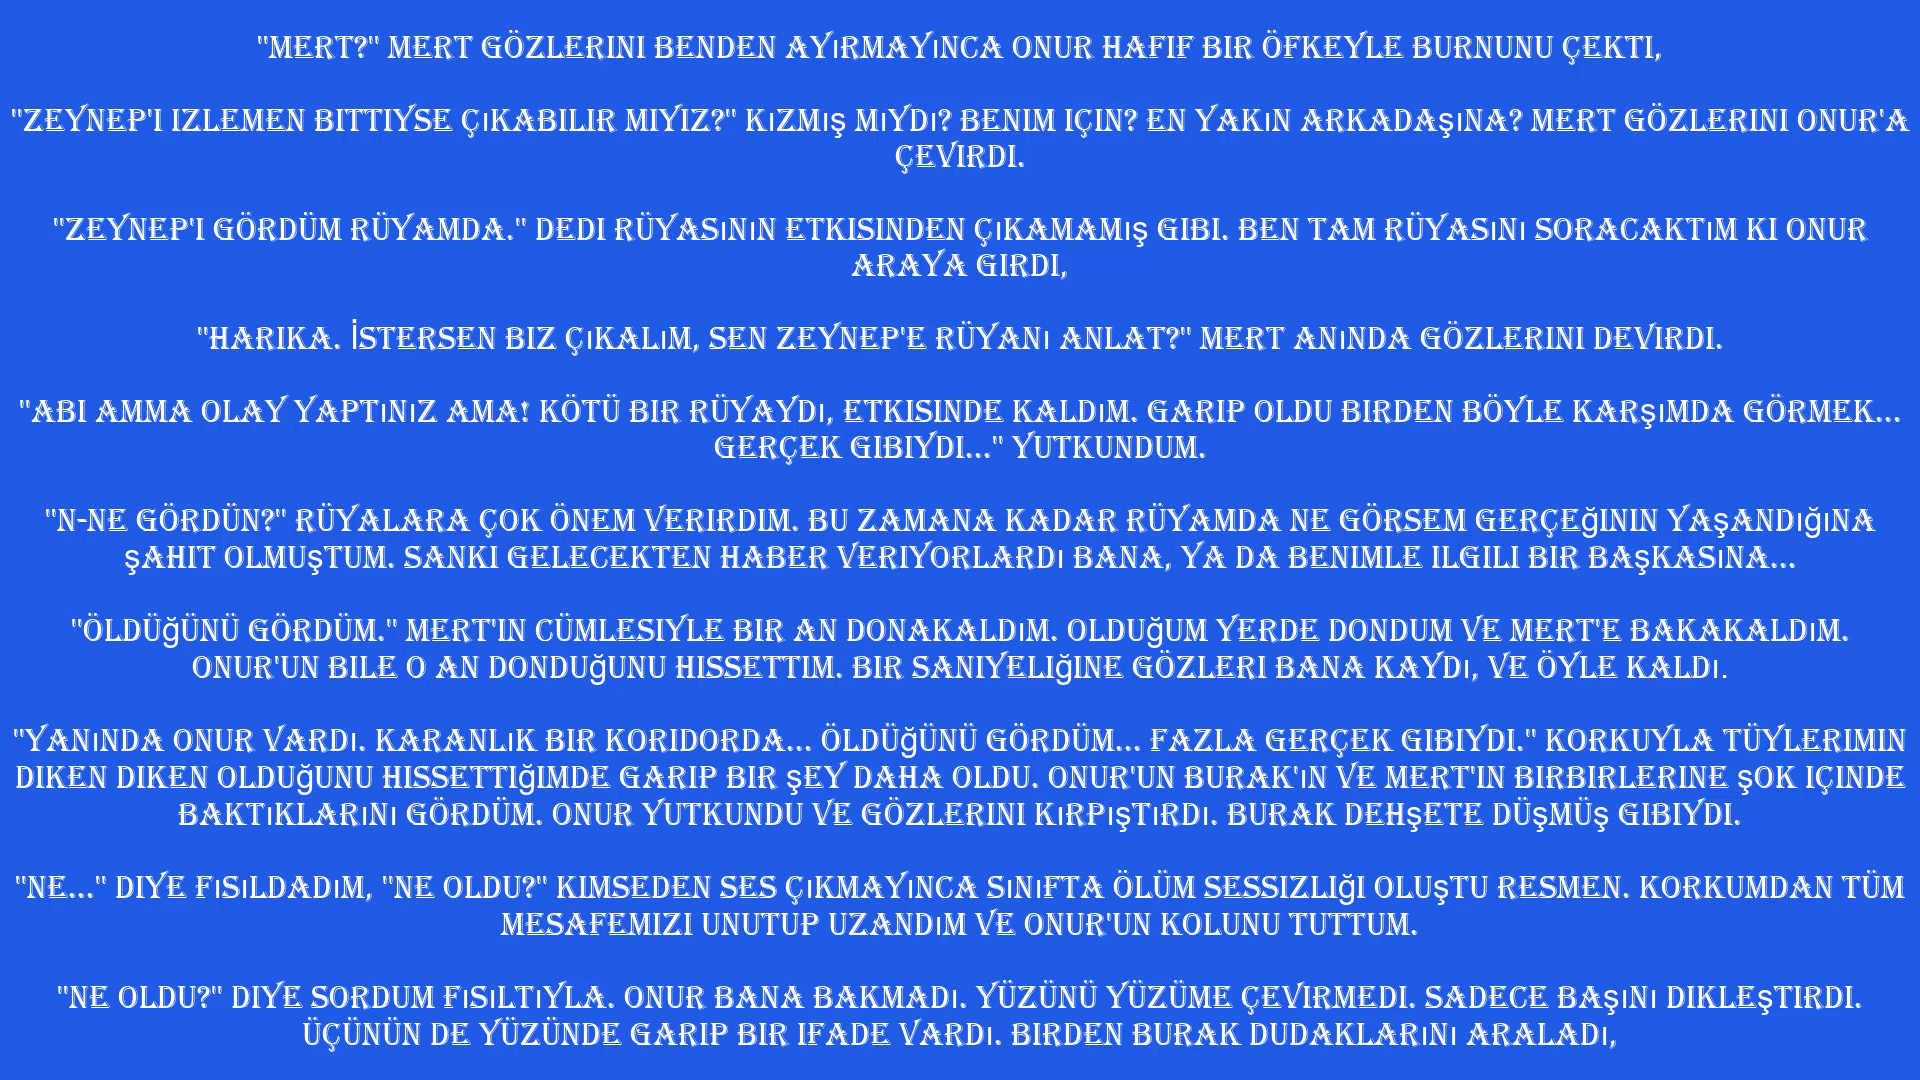 "MERT?" MERT GÖZLERINI BENDEN AYıRMAYıNCA ONUR HAFIF BIR ÖFKEYLE BURNUNU ÇEKTI,
"ZEYNEP'I IZLEMEN BITTIYSE ÇıKABILIR MIYIZ?" KıZMış MıYDı? BENIM IÇIN? EN YAKıN ARKADAşıNA? MERT GÖZLERINI ONUR'A
ÇEVIRDI.
"ZEYNEP'I GÖRDÜM RÜYAMDA." DEDI RÜYASıNıN ETKISINDEN ÇıKAMAMış GIBI. BEN TAM RÜYASıNı SORACAKTıM KI ONUR
ARAYA GIRDI,
"HARIKA. İSTERSEN BIZ ÇıKALıM, SEN ZEYNEP'E RÜYANı ANLAT?" MERT ANıNDA GÖZLERINI DEVIRDI.
"ABI AMMA OLAY YAPTıNıZ AMA! KÖTÜ BIR RÜYAYDı, ETKISINDE KALDıM. GARIP OLDU BIRDEN BÖYLE KARşıMDA GÖRMEK...
GERÇEK GIBIYDI..." YUTKUNDUM.
"N-NE GÖRDÜN?" RÜYALARA ÇOK ÖNEM VERIRDIM. BU ZAMANA KADAR RÜYAMDA NE GÖRSEM GERÇEğININ YAşANDIğıNA
şAHIT OLMUşTUM. SANKI GELECEKTEN HABER VERIYORLARDı BANA, YA DA BENIMLE ILGILI BIR BAşKASıNA...
"ÖLDÜğÜNÜ GÖRDÜM." MERT'IN CÜMLESIYLE BIR AN DONAKALDıM. OLDUğUM YERDE DONDUM VE MERT'E BAKAKALDıM.
ONUR'UN BILE O AN DONDUğUNU HISSETTIM. BIR SANIYELIğINE GÖZLERI BANA KAYDı, VE ÖYLE KALDı.
"YANıNDA ONUR VARDı. KARANLıK BIR KORIDORDA... ÖLDÜğÜNÜ GÖRDÜM... FAZLA GERÇEK GIBIYDI." KORKUYLA TÜYLERIMIN
DIKEN DIKEN OLDUğUNU HISSETTIğIMDE GARIP BIR şEY DAHA OLDU. ONUR'UN BURAK'ıN VE MERT'IN BIRBIRLERINE şOK IÇINDE
BAKTıKLARıNı GÖRDÜM. ONUR YUTKUNDU VE GÖZLERINI KıRPışTıRDı. BURAK DEHşETE DÜşMÜş GIBIYDI.
"NE..." DIYE FıSıLDADıM, "NE OLDU?" KIMSEDEN SES ÇıKMAYıNCA SıNıFTA ÖLÜM SESSIZLIğI OLUşTU RESMEN. KORKUMDAN TÜM
MESAFEMIZI UNUTUP UZANDıM VE ONUR'UN KOLUNU TUTTUM.
"NE OLDU?" DIYE SORDUM FıSıLTıYLA. ONUR BANA BAKMADı. YÜZÜNÜ YÜZÜME ÇEVIRMEDI. SADECE BAşıNı DIKLEşTIRDI.
ÜÇÜNÜN DE YÜZÜNDE GARIP BIR IFADE VARDı. BIRDEN BURAK DUDAKLARıNı ARALADı,